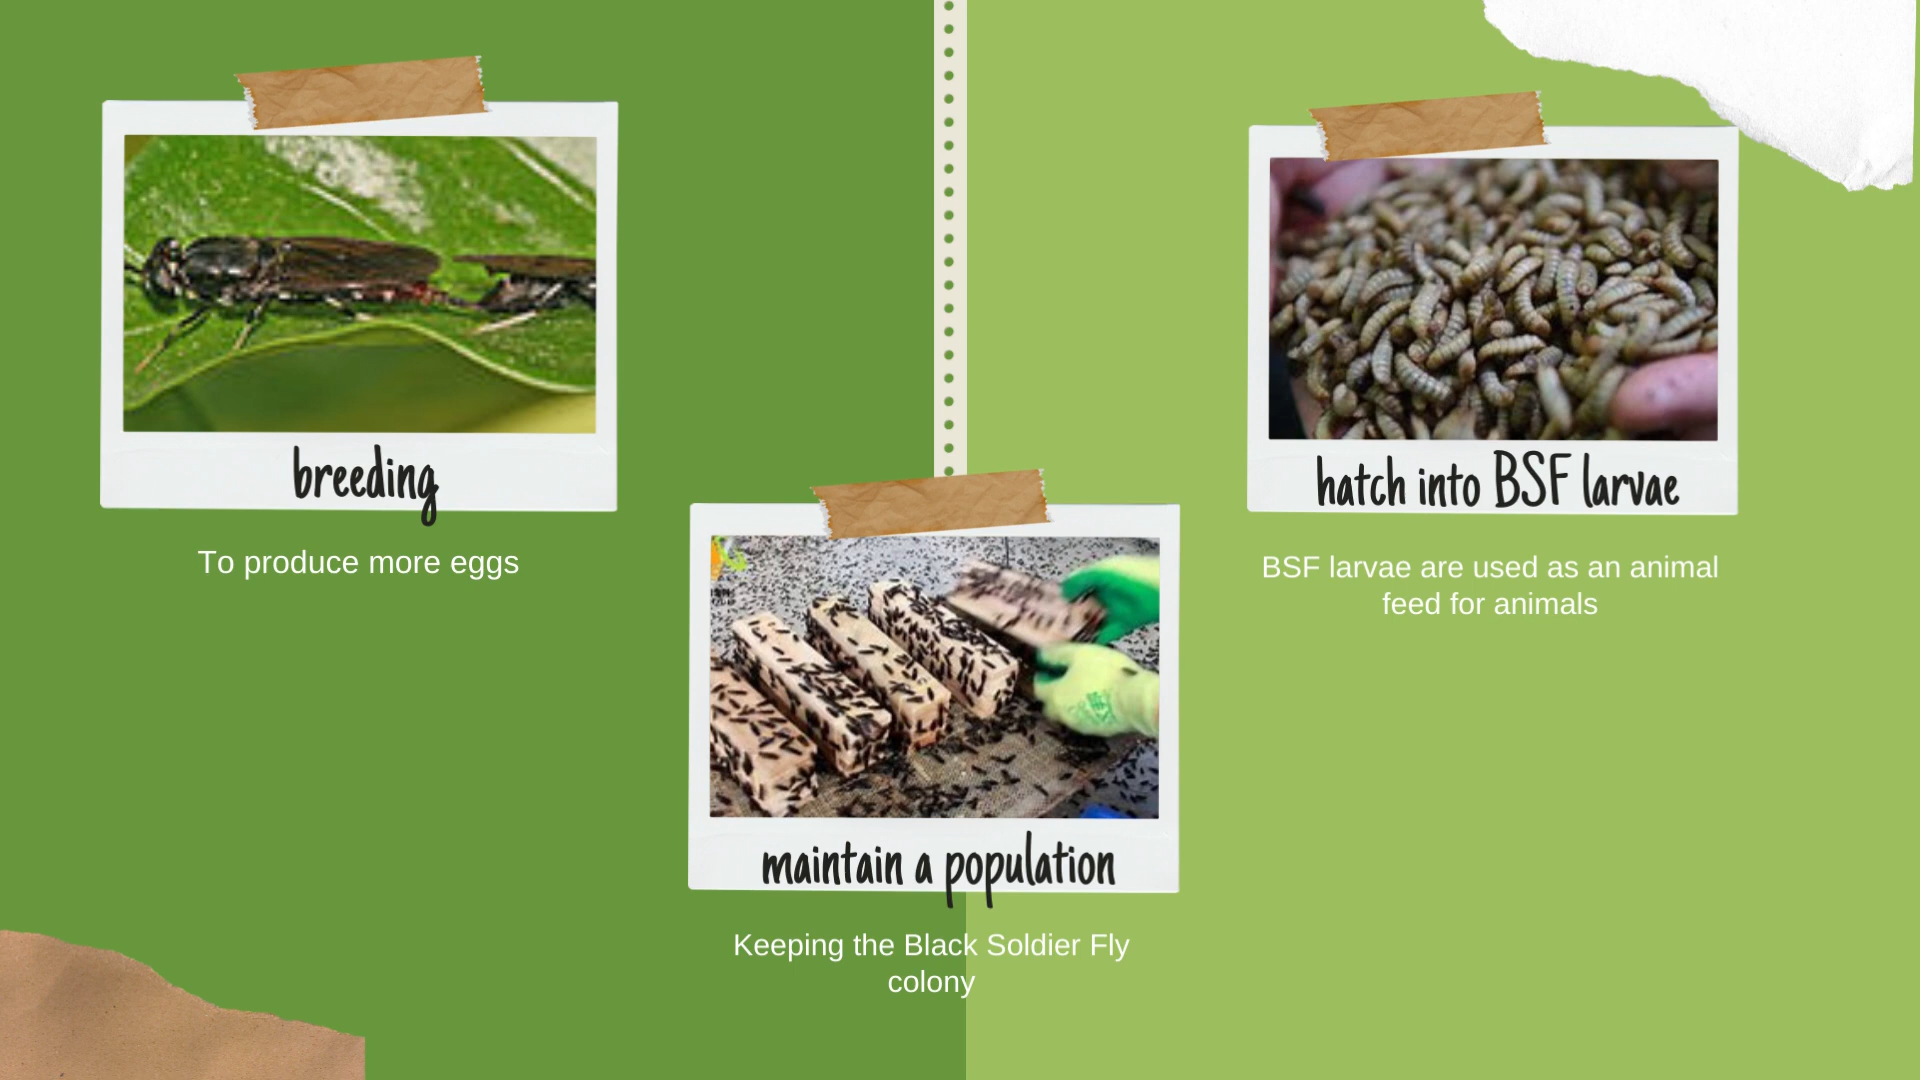 breeding
To produce more eggs
maintain a population
Keeping the Black Soldier Fly
colony
hatch into BSF larvae
BSF larvae are used as an animal
feed for animals